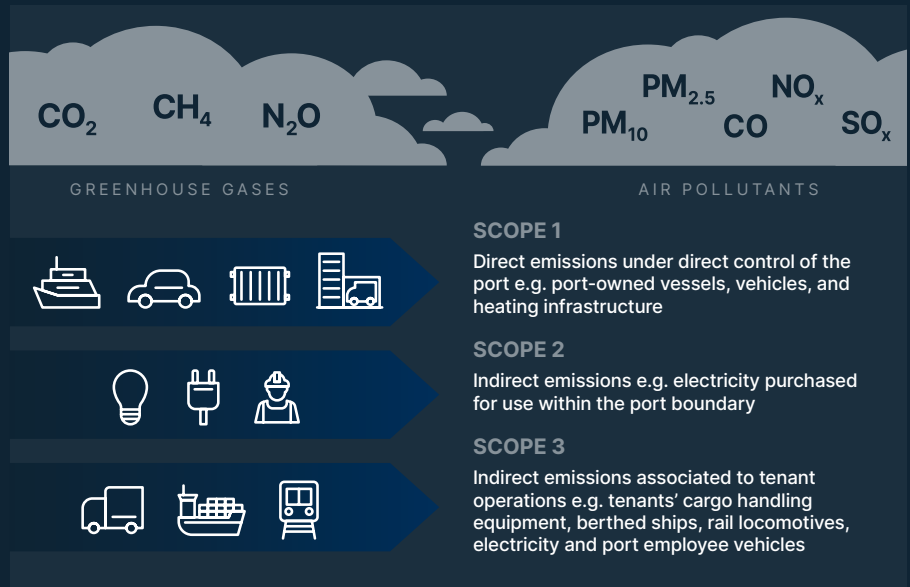 CO2
CH4
N2O
PM2.5
NOx
PM10
CO
SOx
GREENHOUSE GASES
AIR POLLUTANTS
SCOPE 1
Direct emissions under direct control of the
port e.g. port-owned vessels, vehicles, and
heating infrastructure
SCOPE 2
Indirect emissions e.g. electricity purchased
for use within the port boundary
SCOPE 3
Indirect emissions associated to tenant
operations e.g. tenants’ cargo handling
equipment, berthed ships, rail locomotives,
electricity and port employee vehicles